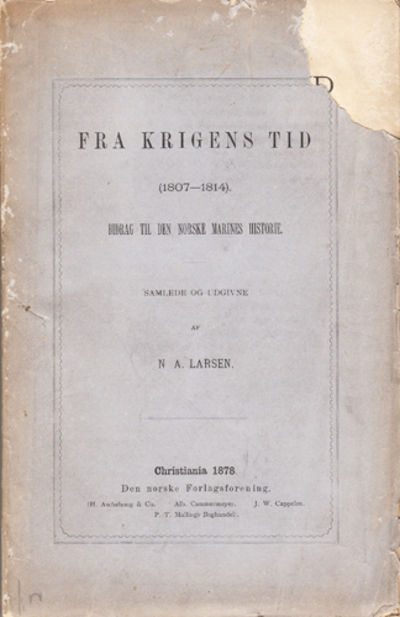 FRA KRIGENS TID
(1807—1814).
BIDRAG TIL DEN NORSKE MARINES HISTORIE.
SAMLEDE OG UDGIVNE
AF
N A. LARSEN.
Christiania 1878
Den norske Forlagsforening.
(H. Aschehoug & Co. Alb. Cammermeyer. J. W. Cappelen.
P. T. Mallings Boghandel).